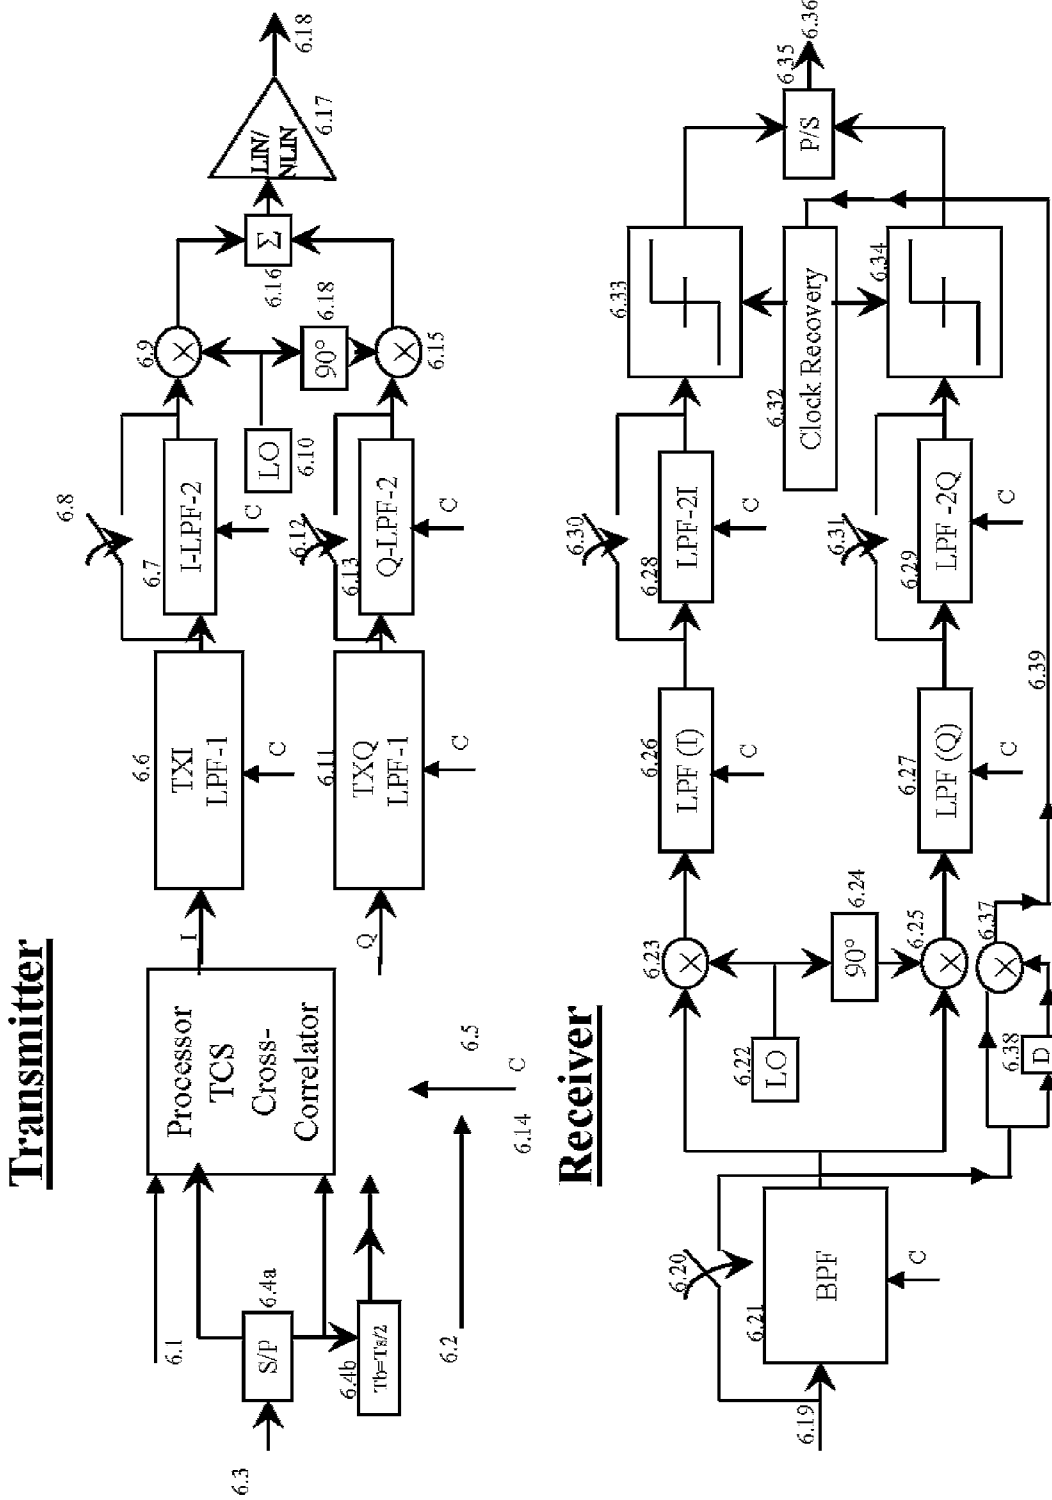 Transmitter
6.3
S/P
6.4a
6.4b
Tb=Ts/2
6.1
6.2
Processor
TCS
Cross-
Correlator
6.5
C
6.14
I
Q
6.6
TXI
LPF-1
C
6.11
TXQ
LPF-1
C
6.8
6.7
I-LPF-2
C
6.12
6.13
Q-LPF-2
C
LO
6.10
6.9
90°
6.18
6.15
Σ
6.16
LIN/
NLIN
6.17
6.18
Receiver
6.19
6.20
6.21
BPF
C
6.22
LO
6.23
90°
6.24
6.25
6.38
D
6.37
6.39
6.26
LPF (I)
C
6.27
LPF (Q)
C
6.30
6.28
LPF-2I
C
6.31
6.29
LPF -2Q
C
6.32
Clock Recovery
6.33
6.34
P/S
6.35
6.36